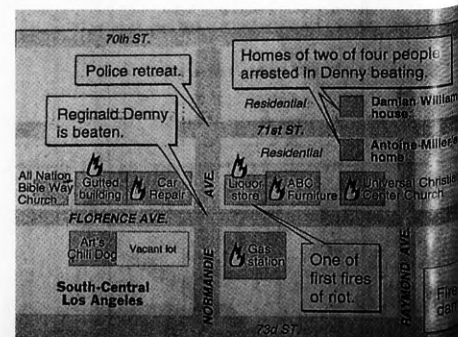 70th ST.
Police retreat.
Homes of two of four people
arrested in Denny beating.
Residential
Damian William
house
Reginald Denny
is beaten.
71st ST.
Residential
Antoine Miller's
home
All Nation
Bible Way
Church
Gutted
building
Car
Repair
AVE.
Liquor
store
ABC
Furniture
Universal Christian
Center Church
FLORENCE AVE.
Art's
Chili Dog
Vacant lot
Gas
station
One of
first fires
of riot.
South-Central
Los Angeles
NORMANDIE
RAYMOND AVE.
Five
dam
73d ST.